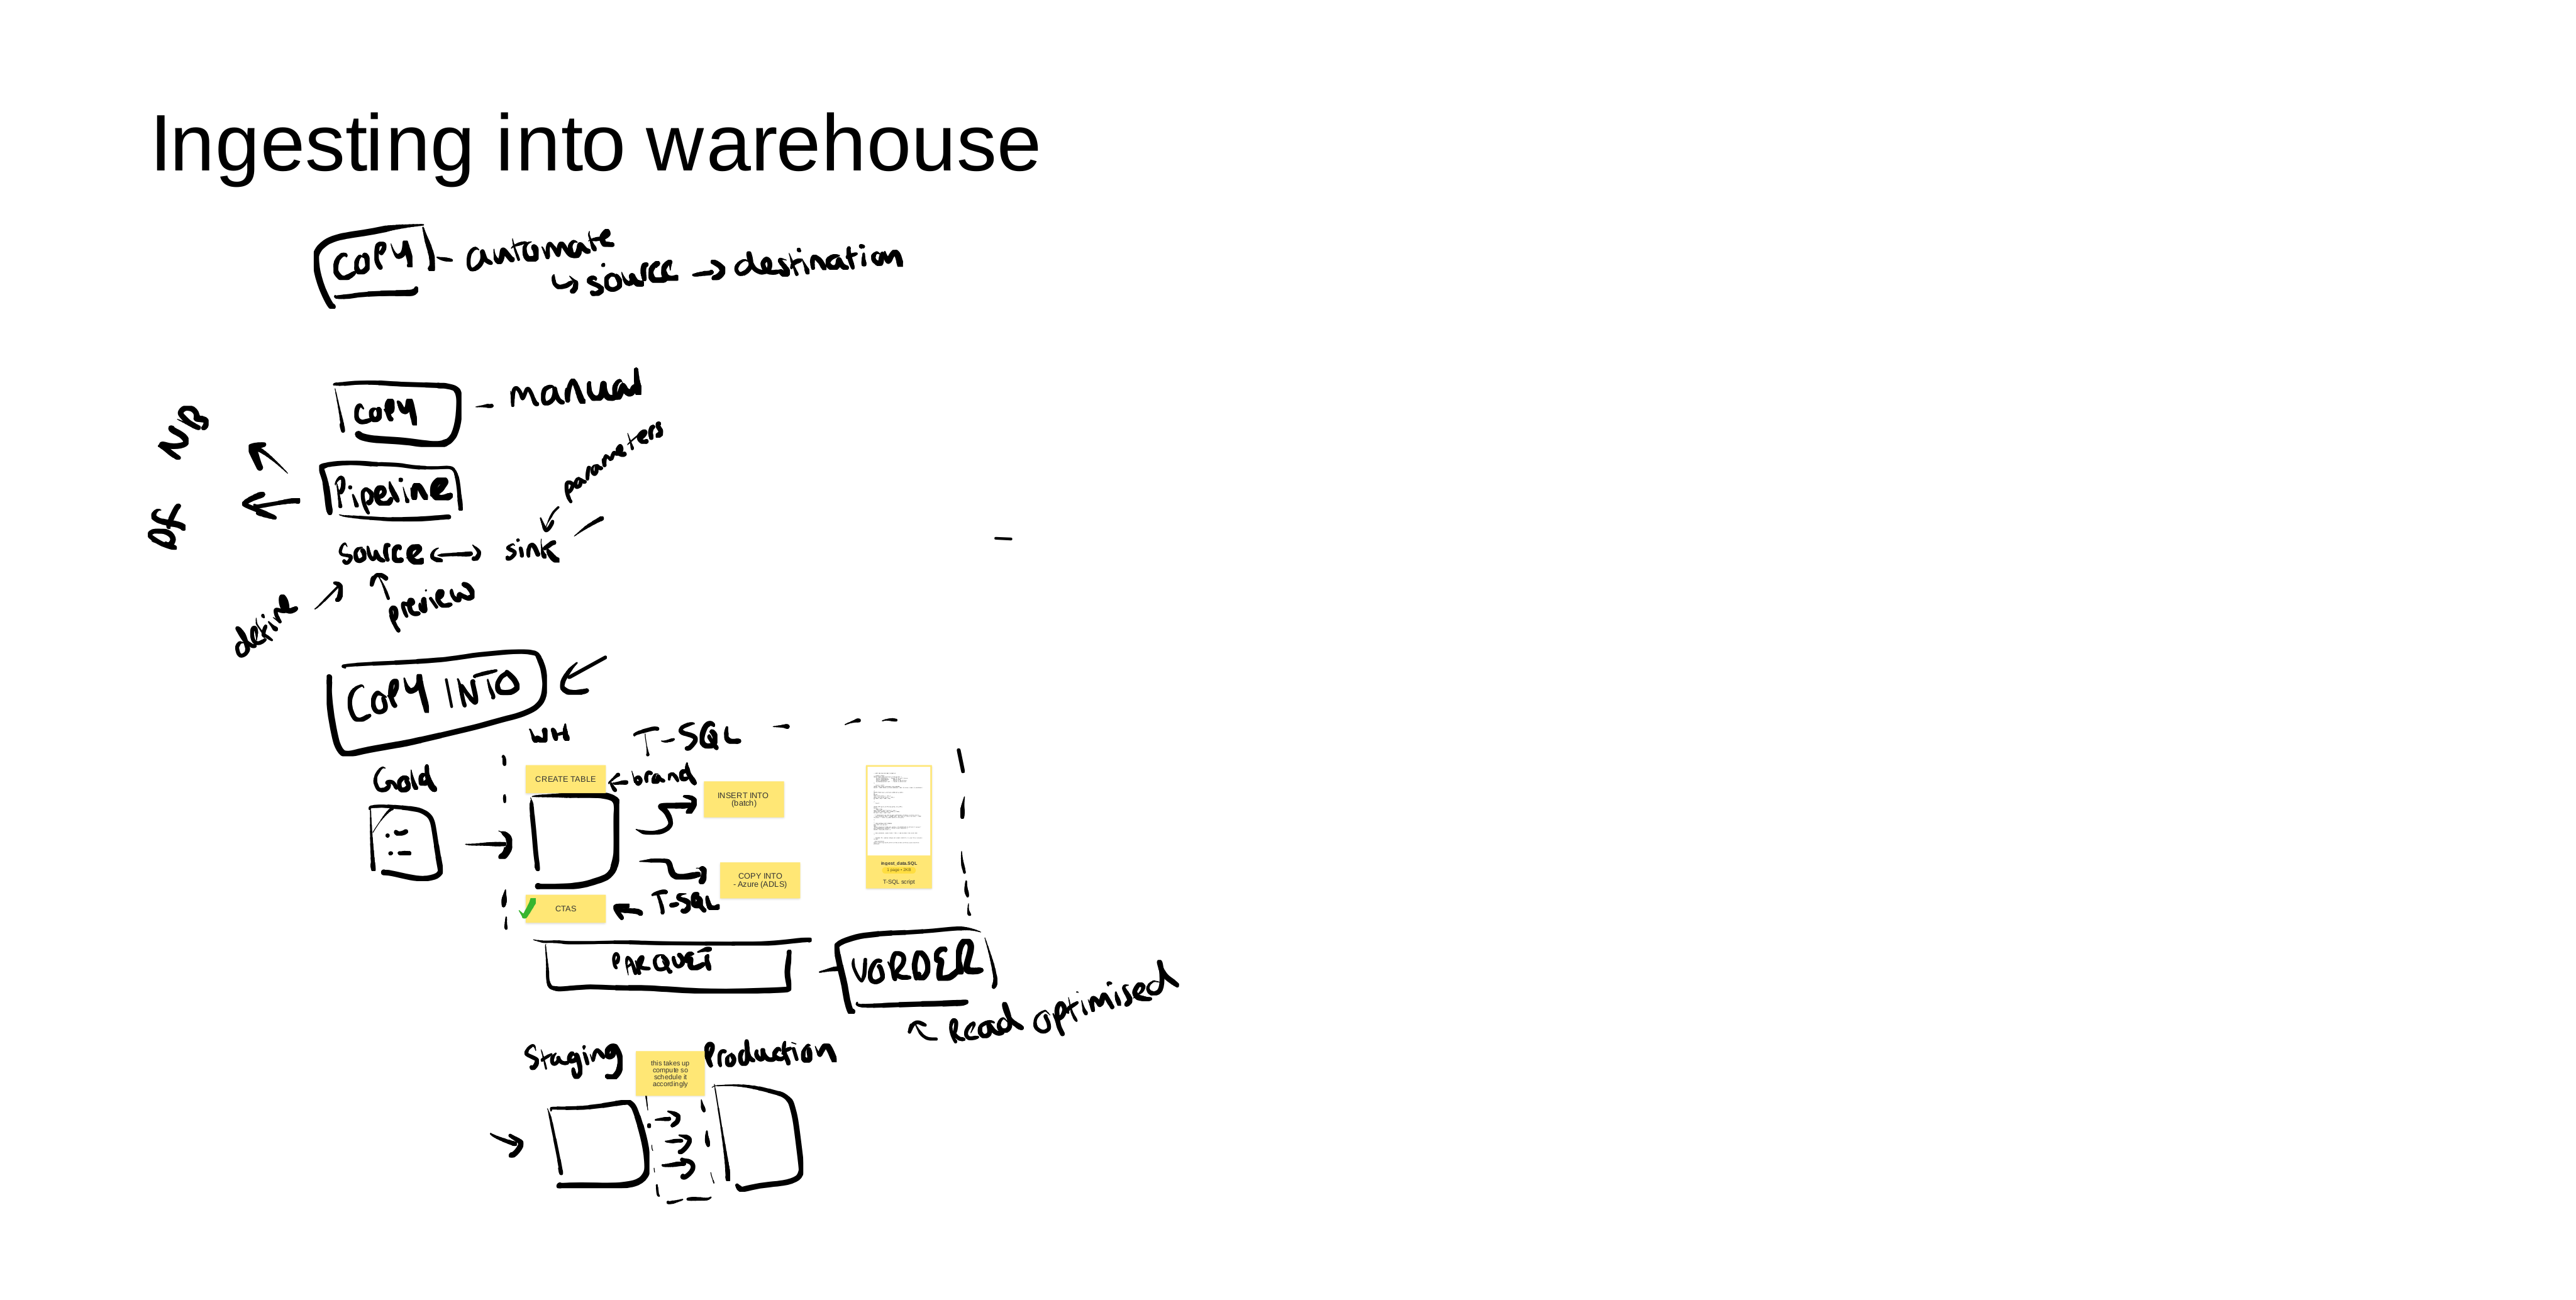 Ingesting into warehouse
COPY - automate
↳ source → destination
COPY - manual
NB
parameters
Pipeline
DF
source ↔ sink
define
preview
COPY INTO
WH T-SQL
Gold
CREATE TABLE
← brand
INSERT INTO
(batch)
COPY INTO
- Azure (ADLS)
ingest_data.SQL
T-SQL script
CTAS
← T-SQL
PARQUET - VORDER
Read optimised
Staging
this takes up
compute so
schedule it
accordingly
Production